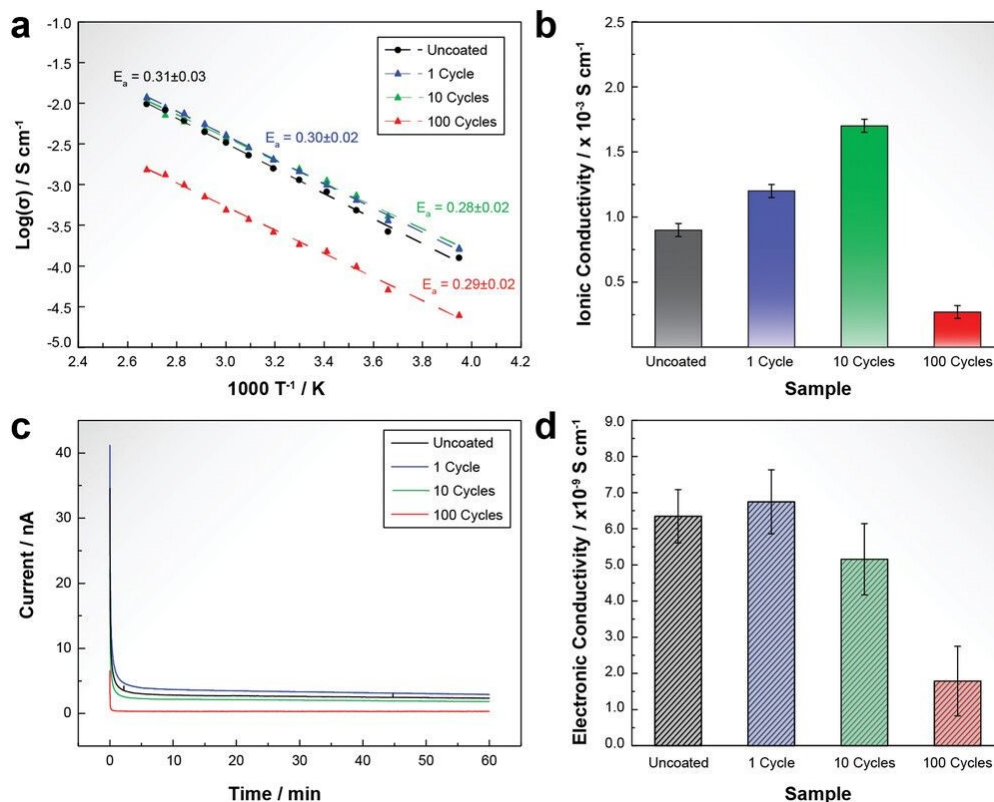 a
-1.0
-1.5
-2.0
-2.5
-3.0
-3.5
-4.0
-4.5
-5.0
Log(σ) / S cm⁻¹
Uncoated
1 Cycle
10 Cycles
100 Cycles
Eₐ = 0.31±0.03
Eₐ = 0.30±0.02
Eₐ = 0.28±0.02
Eₐ = 0.29±0.02
2.4 2.6 2.8 3.0 3.2 3.4 3.6 3.8 4.0 4.2
1000 T⁻¹ / K
b
3.0
2.5
2.0
1.5
1.0
0.5
Ionic Conductivity / x 10⁻³ S cm⁻¹
Uncoated 1 Cycle 10 Cycles 100 Cycles
Sample
c
40
30
20
10
0
Current / nA
Uncoated
1 Cycle
10 Cycles
100 Cycles
0 10 20 30 40 50 60
Time / min
d
9.0
8.0
7.0
6.0
5.0
4.0
3.0
2.0
1.0
0.0
Electronic Conductivity / x10⁻⁹ S cm⁻¹
Uncoated 1 Cycle 10 Cycles 100 Cycles
Sample